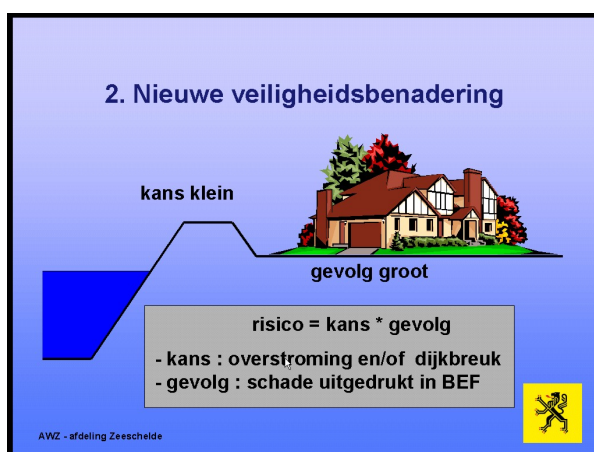 2. Nieuwe veiligheidsbenadering
kans klein
gevolg groot
risico = kans * gevolg
- kans : overstroming en/of dijkbreuk
- gevolg : schade uitgedrukt in BEF
AWZ - afdeling Zeeschelde